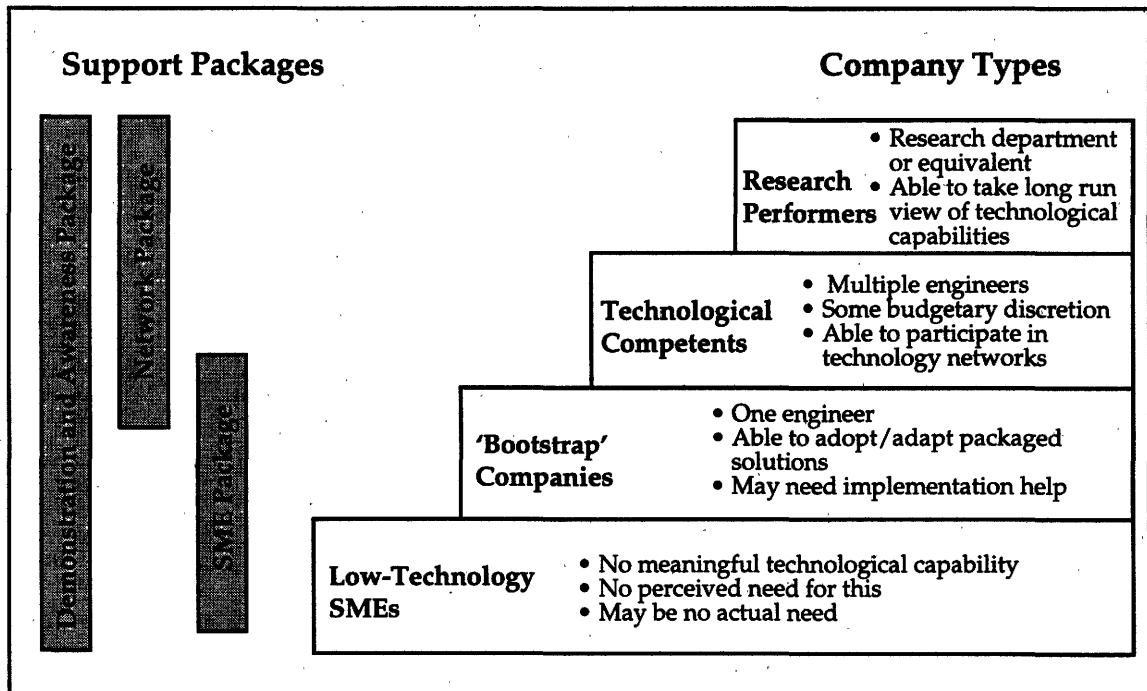 Support Packages
Company Types
Demonstration and Awareness Package
Network Package
SME Package
Research
Performers
• Research department
or equivalent
• Able to take long run
view of technological
capabilities
Technological
Competents
• Multiple engineers
• Some budgetary discretion
• Able to participate in
technology networks
'Bootstrap'
Companies
• One engineer
• Able to adopt/adapt packaged
solutions
• May need implementation help
Low-Technology
SMEs
• No meaningful technological capability
• No perceived need for this
• May be no actual need